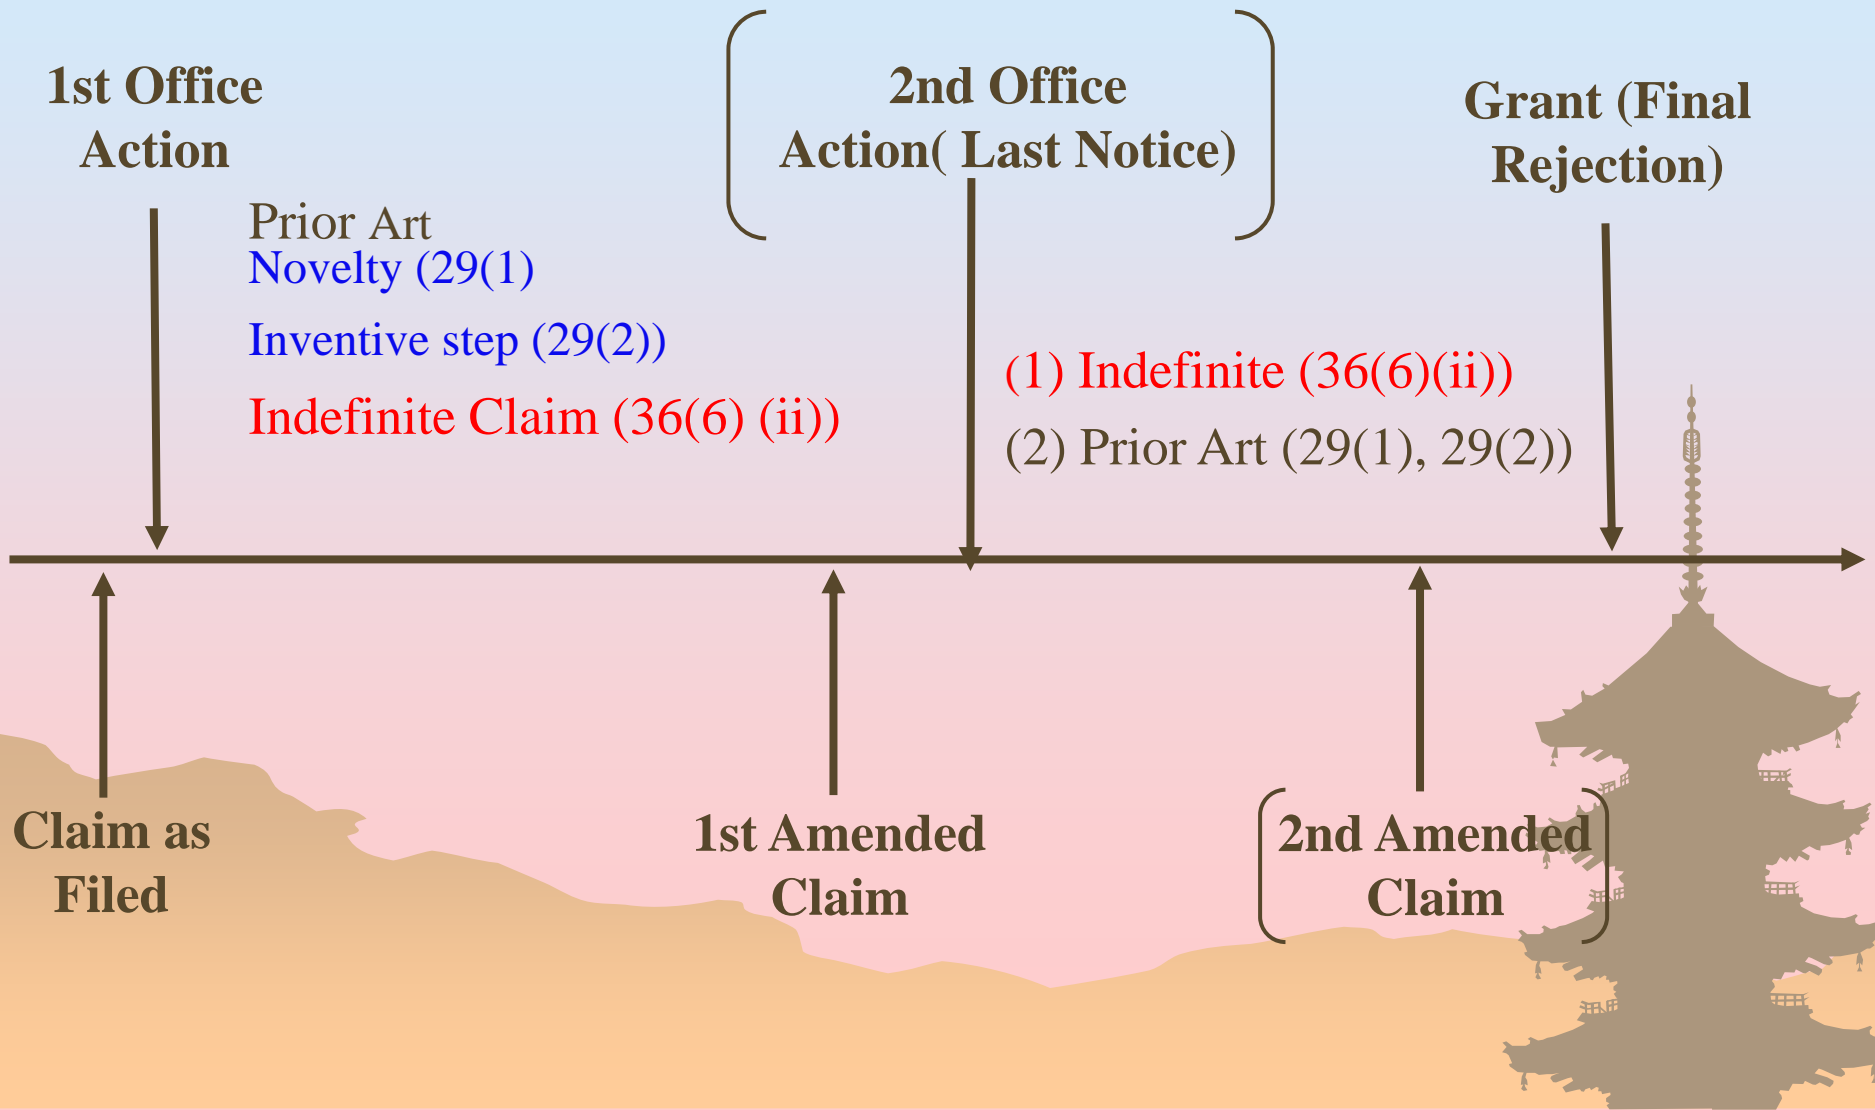 1st Office
Action
2nd Office
Action( Last Notice)
Grant (Final
Rejection)
Prior Art
Novelty (29(1)
Inventive step (29(2))
Indefinite Claim (36(6) (ii))
(1) Indefinite (36(6)(ii))
(2) Prior Art (29(1), 29(2))
Claim as
Filed
1st Amended
Claim
2nd Amended
Claim